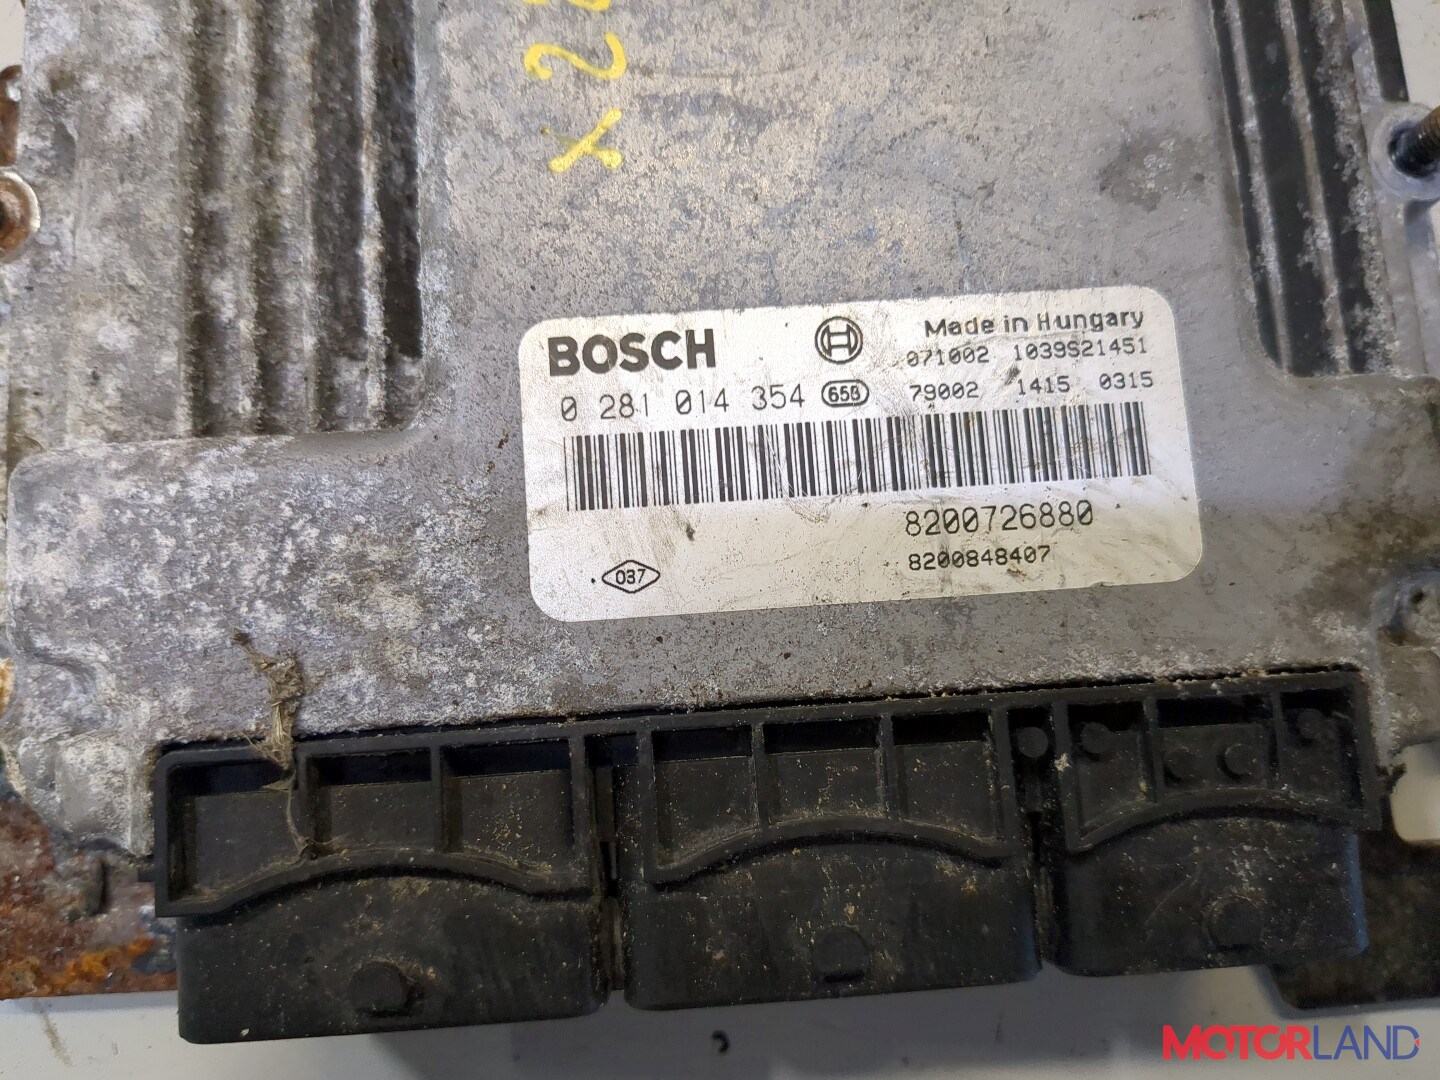 BOSCH
Made in Hungary
071002 1039S21451
0 281 014 354 658 79002 1415 0315
8200726880
8200848407
037
MOTORLAND